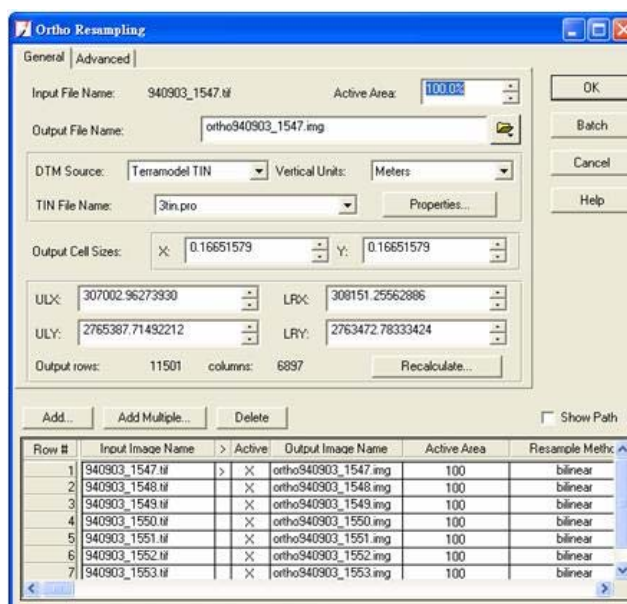 Ortho Resampling
General Advanced
Input File Name: 940903_1547.tif Active Area: 100.0%
Output File Name: ortho940903_1547.img
DTM Source: Terramodel TIN Vertical Units: Meters
TIN File Name: 3tin.pro Properties...
Output Cell Sizes: X: 0.16651579 Y: 0.16651579
ULX: 307002.96273930 LRX: 308151.25562886
ULY: 2765387.71492212 LRY: 2763472.78333424
Output rows: 11501 columns: 6897 Recalculate...
OK
Batch
Cancel
Help
Add... Add Multiple... Delete Show Path
Row # Input Image Name > Active Output Image Name Active Area Resample Methc
1 940903_1547.tif > X ortho940903_1547.img 100 bilinear
2 940903_1548.tif X ortho940903_1548.img 100 bilinear
3 940903_1549.tif X ortho940903_1549.img 100 bilinear
4 940903_1550.tif X ortho940903_1550.img 100 bilinear
5 940903_1551.tif X ortho940903_1551.img 100 bilinear
6 940903_1552.tif X ortho940903_1552.img 100 bilinear
7 940903_1553.tif X ortho940903_1553.img 100 bilinear